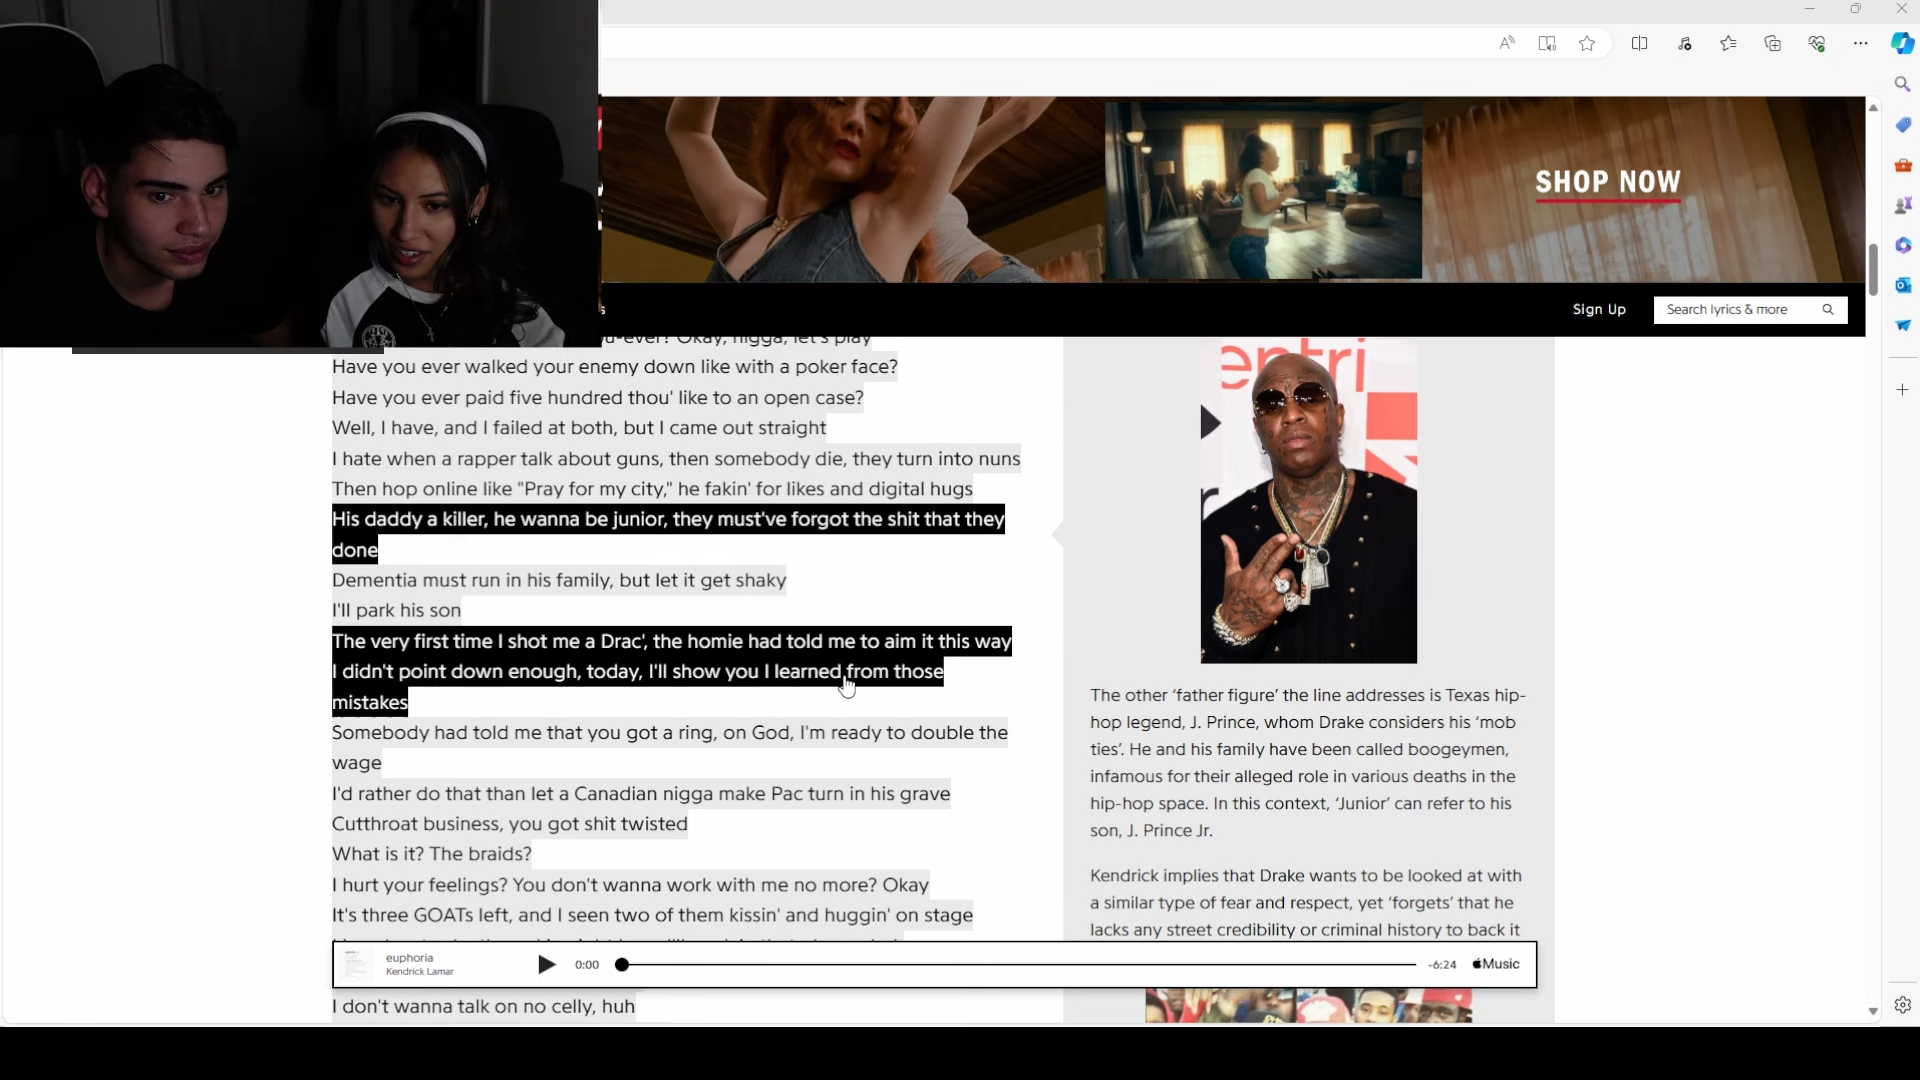 SHOP NOW
s
Sign Up
Search lyrics & more
u-ever? Okay, nigga, let's play
Have you ever walked your enemy down like with a poker face?
Have you ever paid five hundred thou' like to an open case?
Well, I have, and I failed at both, but I came out straight
I hate when a rapper talk about guns, then somebody die, they turn into nuns
Then hop online like "Pray for my city," he fakin' for likes and digital hugs
His daddy a killer, he wanna be junior, they must've forgot the shit that they
done
Dementia must run in his family, but let it get shaky
I'll park his son
The very first time I shot me a Drac', the homie had told me to aim it this way
I didn't point down enough, today, I'll show you I learned from those
mistakes
Somebody had told me that you got a ring, on God, I'm ready to double the
wage
I'd rather do that than let a Canadian nigga make Pac turn in his grave
Cutthroat business, you got shit twisted
What is it? The braids?
I hurt your feelings? You don't wanna work with me no more? Okay
It's three GOATs left, and I seen two of them kissin' and huggin' on stage
I don't wanna talk on no celly, huh
entri
The other ‘father figure’ the line addresses is Texas hip-
hop legend, J. Prince, whom Drake considers his ‘mob
ties’. He and his family have been called boogeymen,
infamous for their alleged role in various deaths in the
hip-hop space. In this context, ‘Junior’ can refer to his
son, J. Prince Jr.
Kendrick implies that Drake wants to be looked at with
a similar type of fear and respect, yet ‘forgets’ that he
lacks any street credibility or criminal history to back it
euphoria
Kendrick Lamar
0:00
-6:24
Music